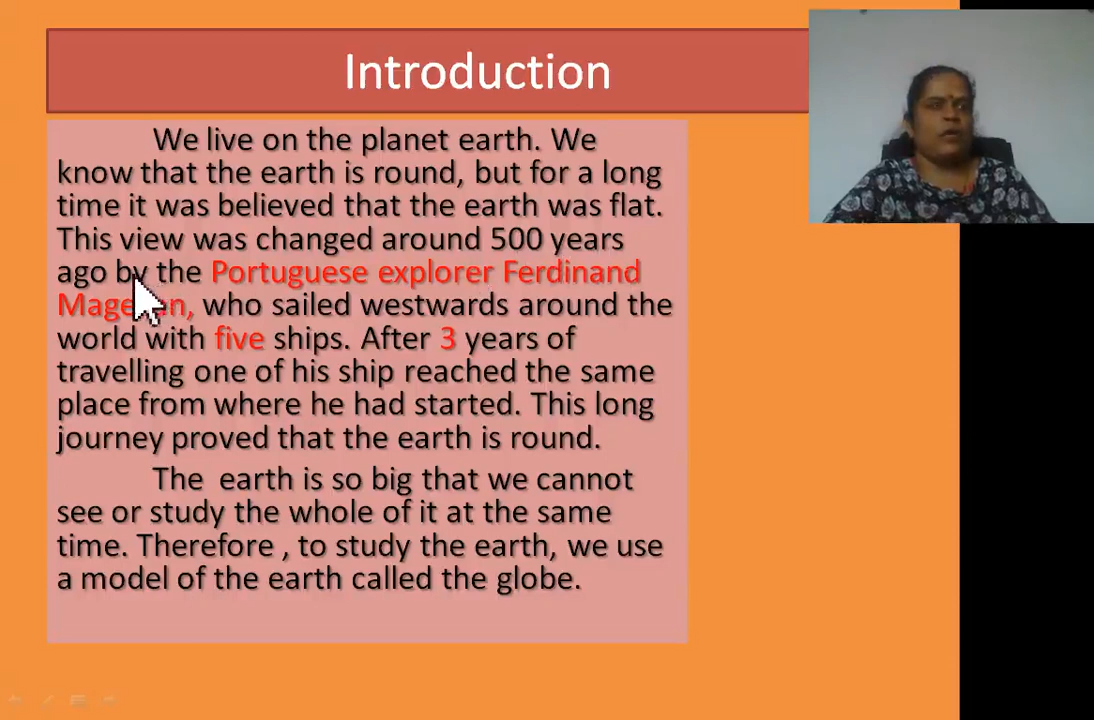 Introduction
We live on the planet earth. We
know that the earth is round, but for a long
time it was believed that the earth was flat.
This view was changed around 500 years
ago by the Portuguese explorer Ferdinand
who sailed westwards around the
world with five ships. After 3 years of
travelling one of his ship reached the same
place from where he had started. This long
journey proved that the earth is round.
The earth is so big that we cannot
see or study the whole of it at the same
time. Therefore , to study the earth, we use
a model of the earth called the globe.